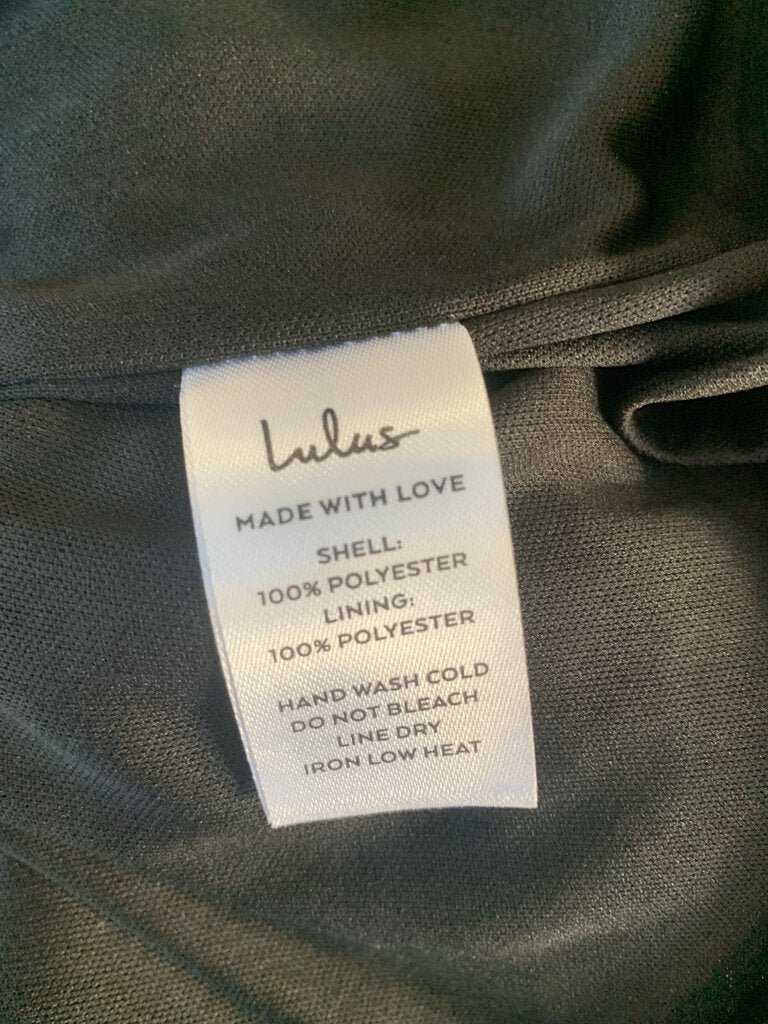 Lulus
MADE WITH LOVE
SHELL:
100% POLYESTER
LINING:
100% POLYESTER
HAND WASH COLD
DO NOT BLEACH
LINE DRY
IRON LOW HEAT